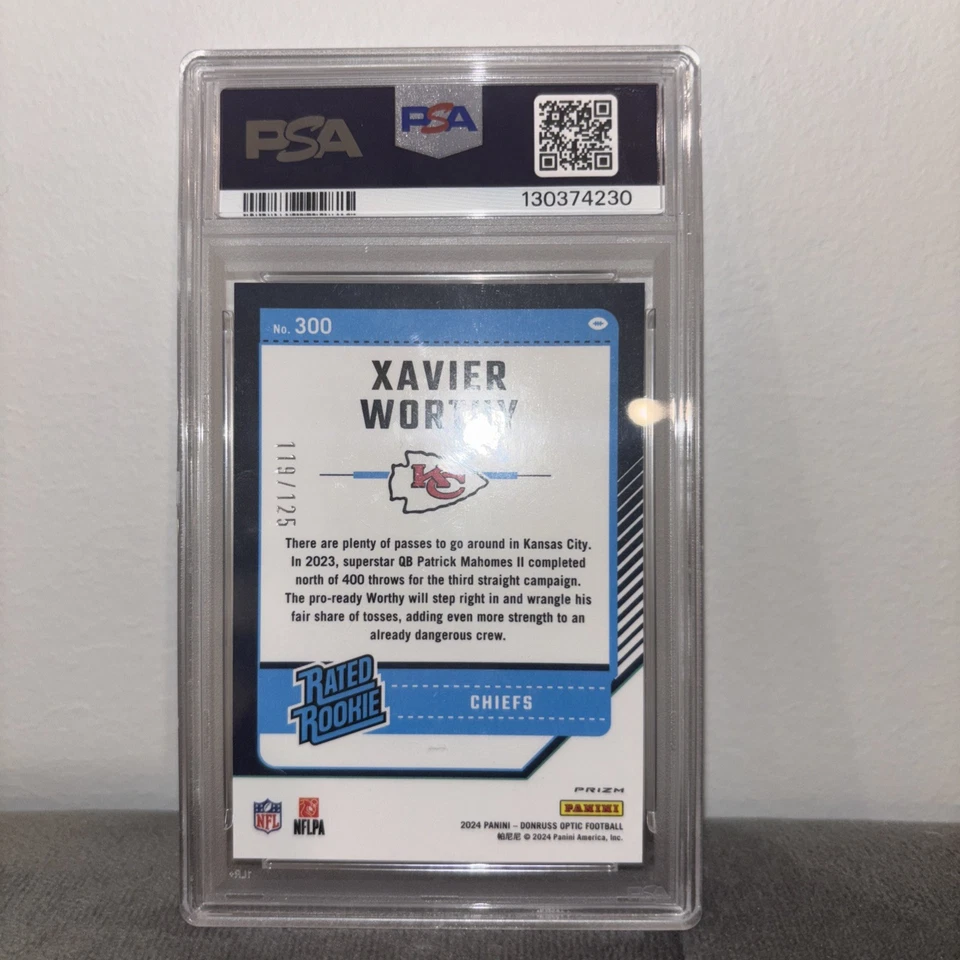 PSA
PSA
130374230
No. 300
XAVIER
WORTHY
119/125
KC
There are plenty of passes to go around in Kansas City.
In 2023, superstar QB Patrick Mahomes II completed
north of 400 throws for the third straight campaign.
The pro-ready Worthy will step right in and wrangle his
fair share of tosses, adding even more strength to an
already dangerous crew.
RATED
ROOKIE
CHIEFS
PRIZM
PANINI
NFL
NFLPA
2024 PANINI – DONRUSS OPTIC FOOTBALL
帕尼尼 © 2024 Panini America, Inc.
PSA